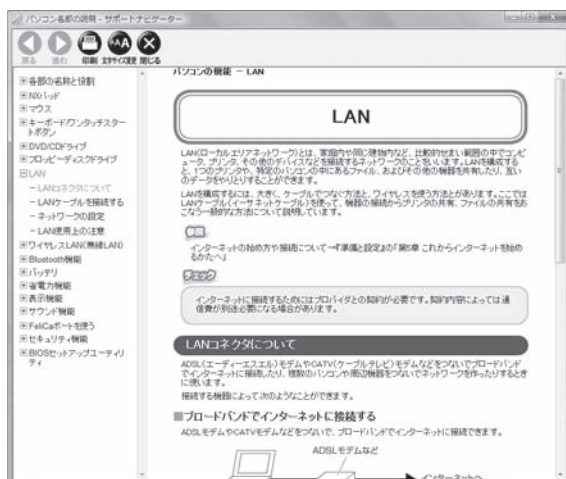 パソコン各部の説明 - サポートナビゲーター
戻る 進む 印刷 文字サイズ変更 閉じる
各部の名称と役割
NXパッド
マウス
キーボード/ワンタッチスタートボタン
DVD/CDドライブ
フロッピーディスクドライブ
LAN
- LANコネクタについて
- LANケーブルを接続する
- ネットワークの設定
- LAN使用上の注意
ワイヤレスLAN(無線LAN)
Bluetooth機能
バッテリ
省電力機能
表示機能
サウンド機能
FeliCaポートを使う
セキュリティ機能
BIOSセットアップユーティリティ
パソコンの機能 - LAN
LAN
LAN(ローカルエリアネットワーク)とは、家庭内や同じ建物内など、比較的せまい範囲の中でコンピュ
ータ、プリンタ、その他のデバイスなどを接続するネットワークのことをいいます。LANを構成する
と、1つのプリンタや、特定のパソコンの中にあるファイル、およびその他の機器を共有したり、互い
のデータをやりとりすることができます。
LANを構成するには、大きく、ケーブルでつなぐ方法と、ワイヤレスを使う方法とがあります。ここでは
LANケーブル(イーサネットケーブル)を使って、機器の接続からプリンタの共有、ファイルの共有をお
こなう一般的な方法について説明しています。
インターネットの始め方や接続について→『準備と設定』の「第5章 これからインターネットを始め
るかたへ」
チェック
インターネットに接続するためにはプロバイダとの契約が必要です。契約内容によっては通
信費が別途必要になる場合があります。
LANコネクタについて
ADSL(エーディーエスエル)モデムやCATV(ケーブルテレビ)モデムなどをつないでブロードバンド
でインターネットに接続したり、複数のパソコンや周辺機器をつないでネットワークを作ったりするとき
に使います。
接続する機器によって次のようなことができます。
■ブロードバンドでインターネットに接続する
ADSLモデムやCATVモデムなどをつないで、ブロードバンドでインターネットに接続できます。
ADSLモデムなど
インターネットへ